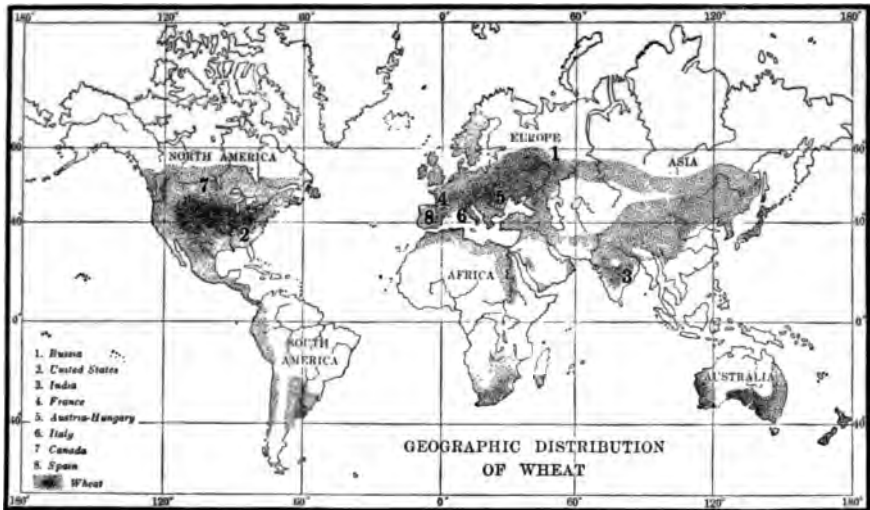 180° 120° 60° 0° 60° 120° 180°
60 60
NORTH AMERICA EUROPE 1 ASIA
7 4 5
40 2 8 6 40
AFRICA 3
0° 0°
SOUTH
AMERICA
AUSTRALIA
40 40
1. Russia
2. United States
3. India
4. France
5. Austria-Hungary
6. Italy
7 Canada
8. Spain
Wheat
GEOGRAPHIC DISTRIBUTION
OF WHEAT
180° 120° 60° 0° 60° 120° 180°